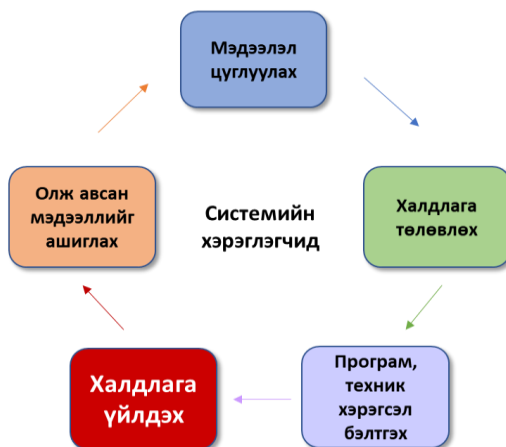 Мэдээлэл
цуглуулах
Халдлага
төлөвлөх
Програм,
техник
хэрэгсэл
бэлтгэх
Халдлага
үйлдэх
Олж авсан
мэдээллийг
ашиглах
Системийн
хэрэглэгчид